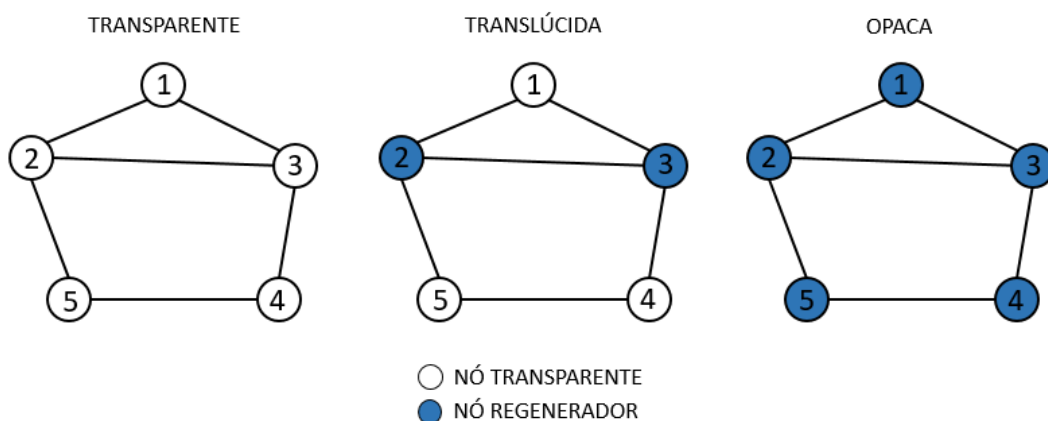 TRANSPARENTE TRANSLÚCIDA OPACA
1 1 1
2 3 2 3 2 3
5 4 5 4 5 4
NÓ TRANSPARENTE
NÓ REGENERADOR